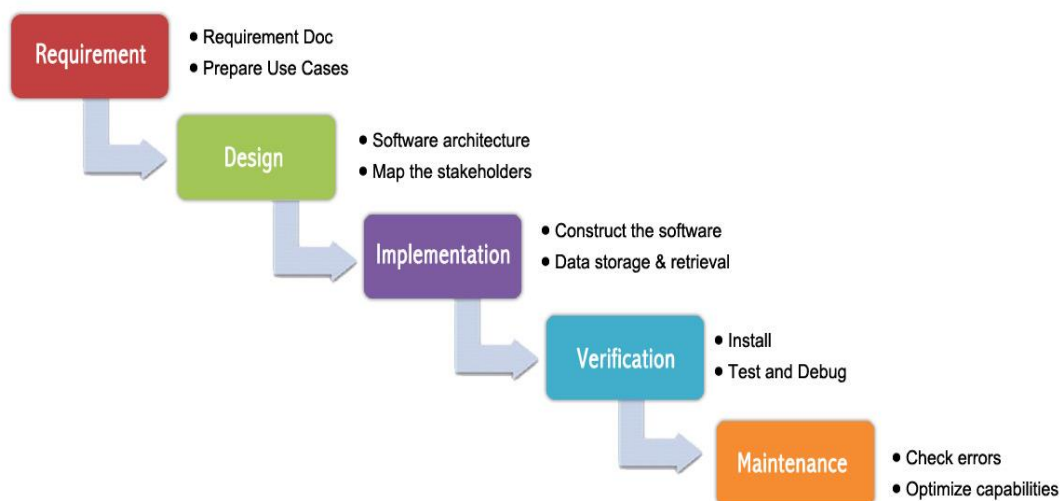 Requirement
• Requirement Doc
• Prepare Use Cases
Design
• Software architecture
• Map the stakeholders
Implementation
• Construct the software
• Data storage & retrieval
Verification
• Install
• Test and Debug
Maintenance
• Check errors
• Optimize capabilities